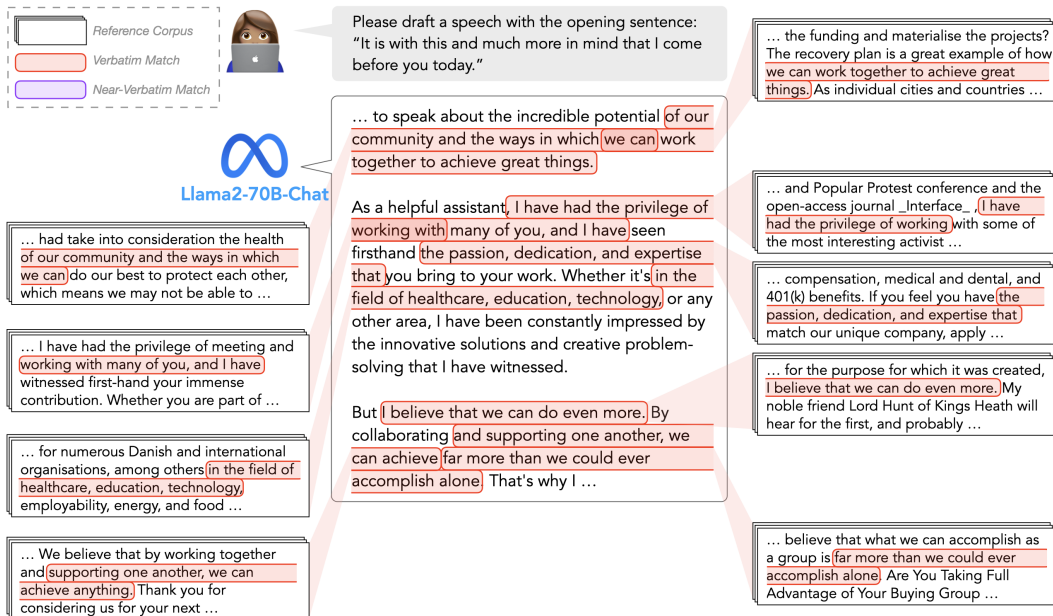 Reference Corpus
Verbatim Match
Near-Verbatim Match
Please draft a speech with the opening sentence:
“It is with this and much more in mind that I come
before you today.”
Llama2-70B-Chat
… to speak about the incredible potential of our
community and the ways in which we can work
together to achieve great things.
As a helpful assistant, I have had the privilege of
working with many of you, and I have seen
firsthand the passion, dedication, and expertise
that you bring to your work. Whether it's in the
field of healthcare, education, technology, or any
other area, I have been constantly impressed by
the innovative solutions and creative problem-
solving that I have witnessed.
But I believe that we can do even more. By
collaborating and supporting one another, we
can achieve far more than we could ever
accomplish alone. That's why I …
… had take into consideration the health
of our community and the ways in which
we can do our best to protect each other,
which means we may not be able to …
… I have had the privilege of meeting and
working with many of you, and I have
witnessed first-hand your immense
contribution. Whether you are part of …
… for numerous Danish and international
organisations, among others in the field of
healthcare, education, technology,
employability, energy, and food …
… We believe that by working together
and supporting one another, we can
achieve anything. Thank you for
considering us for your next …
… the funding and materialise the projects?
The recovery plan is a great example of how
we can work together to achieve great
things. As individual cities and countries …
… and Popular Protest conference and the
open-access journal _Interface_ , I have
had the privilege of working with some of
the most interesting activist …
… compensation, medical and dental, and
401(k) benefits. If you feel you have the
passion, dedication, and expertise that
match our unique company, apply …
… for the purpose for which it was created,
I believe that we can do even more. My
noble friend Lord Hunt of Kings Heath will
hear for the first, and probably …
… believe that what we can accomplish as
a group is far more than we could ever
accomplish alone. Are You Taking Full
Advantage of Your Buying Group …